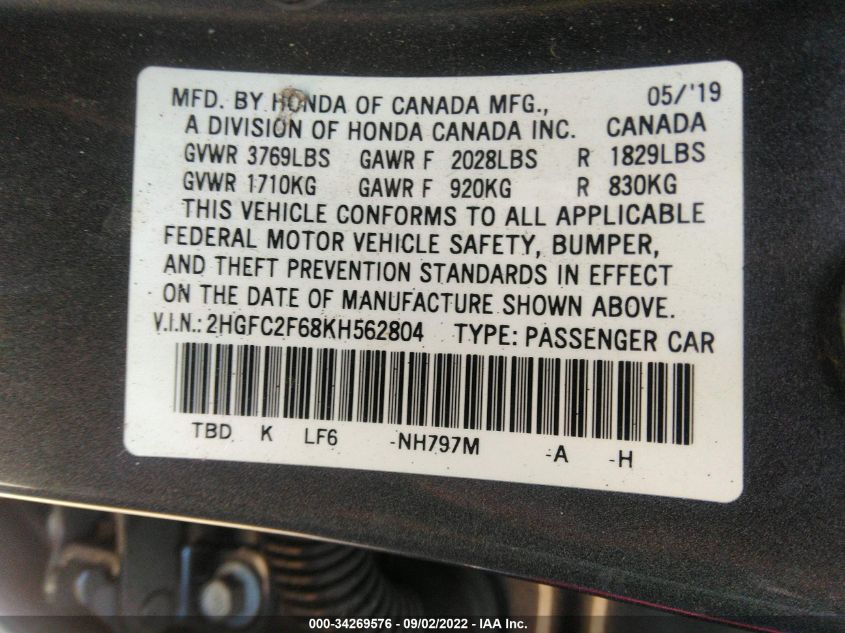 MFD. BY HONDA OF CANADA MFG., 05/'19
A DIVISION OF HONDA CANADA INC. CANADA
GVWR 3769LBS GAWR F 2028LBS R 1829LBS
GVWR 1710KG GAWR F 920KG R 830KG
THIS VEHICLE CONFORMS TO ALL APPLICABLE
FEDERAL MOTOR VEHICLE SAFETY, BUMPER,
AND THEFT PREVENTION STANDARDS IN EFFECT
ON THE DATE OF MANUFACTURE SHOWN ABOVE.
V.I.N.: 2HGFC2F68KH562804 TYPE: PASSENGER CAR
TBD K LF6 -NH797M -A -H
000-34269576 - 09/02/2022 - IAA Inc.